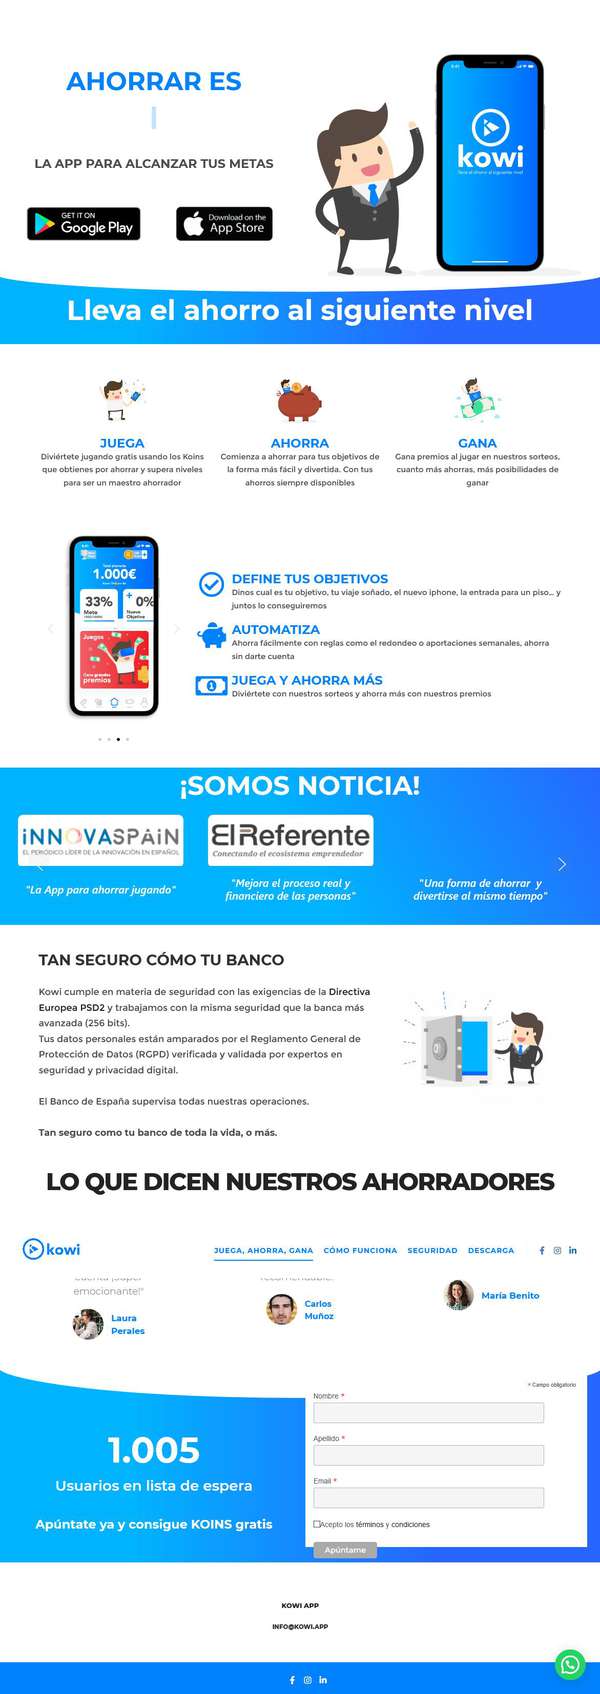 AHORRAR ES
LA APP PARA ALCANZAR TUS METAS
GET IT ON
Google Play
Download on the
App Store
kowi
lleva el ahorro al siguiente nivel
Lleva el ahorro al siguiente nivel
JUEGA
Diviértete jugando gratis usando los Koins
que obtienes por ahorrar y supera niveles
para ser un maestro ahorrador
AHORRA
Comienza a ahorrar para tus objetivos de
la forma más fácil y divertida. Con tus
ahorros siempre disponibles
GANA
Gana premios al jugar en nuestros sorteos,
cuanto más ahorras, más posibilidades de
ganar
1.000€
33%
Meta
0%
Nuevo
Objetivo
Juegos
Gana grandes
premios
DEFINE TUS OBJETIVOS
Dinos cual es tu objetivo, tu viaje soñado, el nuevo iphone, la entrada para un piso... y
juntos lo conseguiremos
AUTOMATIZA
Ahorra fácilmente con reglas como el redondeo o aportaciones semanales, ahorra
sin darte cuenta
JUEGA Y AHORRA MÁS
Diviértete con nuestros sorteos y ahorra más con nuestros premios
¡SOMOS NOTICIA!
iNNOVASPAiN
EL PERIÓDICO LÍDER DE LA INNOVACIÓN EN ESPAÑOL
"La App para ahorrar jugando"
El Referente
Conectando el ecosistema emprendedor
"Mejora el proceso real y
financiero de las personas"
"Una forma de ahorrar y
divertirse al mismo tiempo"
TAN SEGURO CÓMO TU BANCO
Kowi cumple en materia de seguridad con las exigencias de la Directiva
Europea PSD2 y trabajamos con la misma seguridad que la banca más
avanzada (256 bits).
Tus datos personales están amparados por el Reglamento General de
Protección de Datos (RGPD) verificada y validada por expertos en
seguridad y privacidad digital.
El Banco de España supervisa todas nuestras operaciones.
Tan seguro como tu banco de toda la vida, o más.
LO QUE DICEN NUESTROS AHORRADORES
kowi
JUEGA, AHORRA, GANA
CÓMO FUNCIONA
SEGURIDAD
DESCARGA
emocionante!"
Laura
Perales
Carlos
Muñoz
María Benito
* Campo obligatorio
Nombre *
Apellido *
Email *
Acepto los términos y condiciones
Apúntame
1.005
Usuarios en lista de espera
Apúntate ya y consigue KOINS gratis
KOWI APP
INFO@KOWI.APP